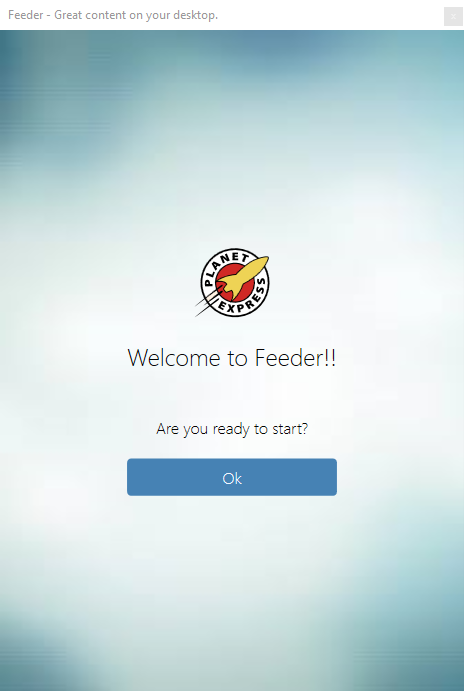 Feeder - Great content on your desktop.
x
PLANET
EXPRESS
Welcome to Feeder!!
Are you ready to start?
Ok